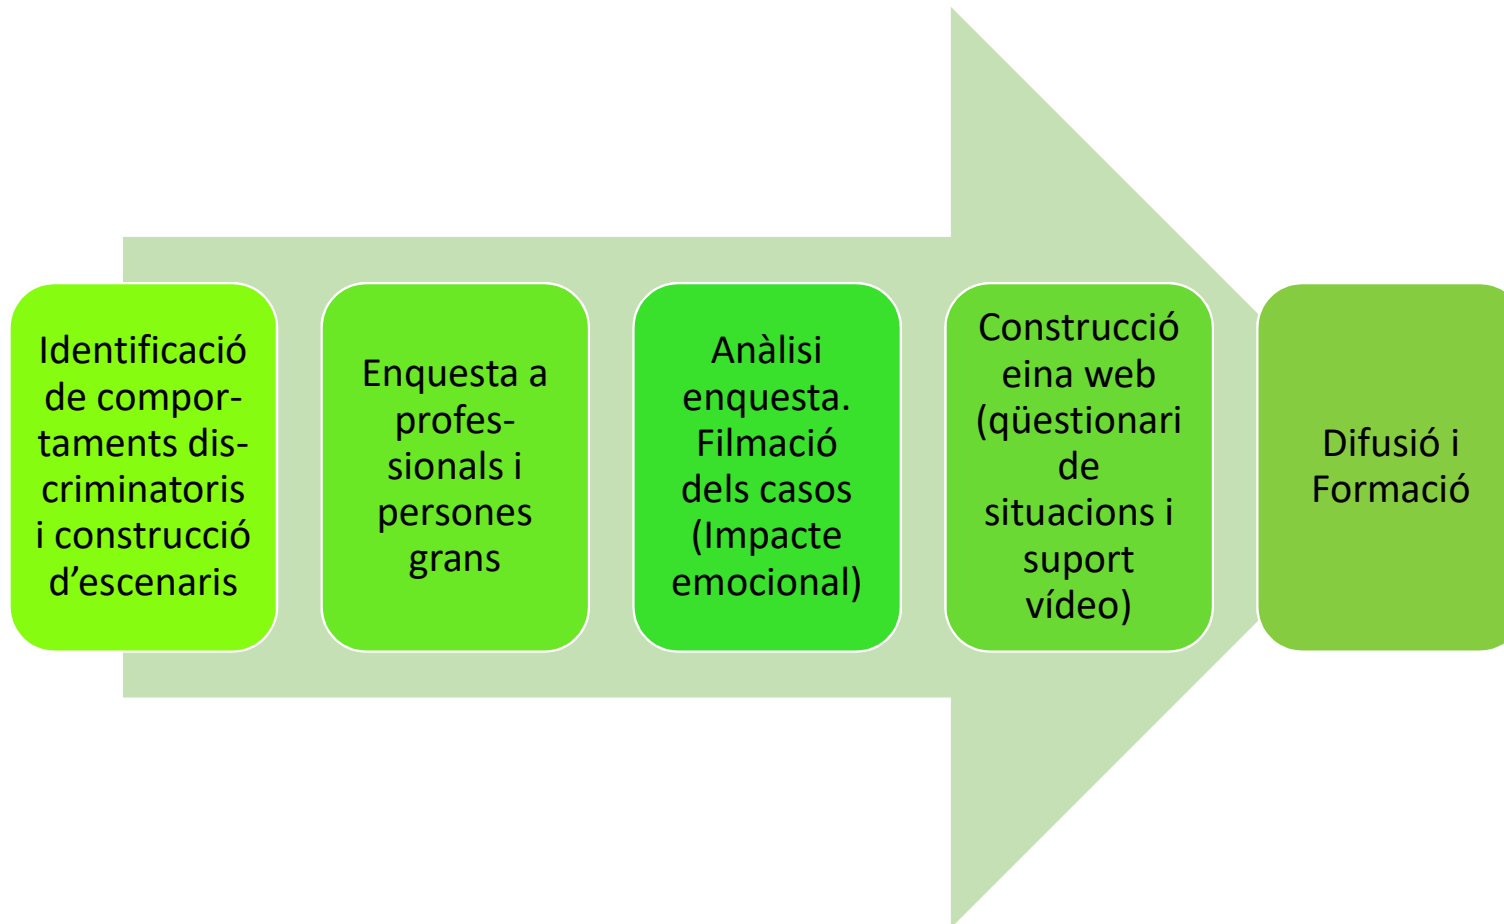 Identificació
de compor-
taments dis-
criminatoris
i construcció
d’escenaris
Enquesta a
profes-
sionals i
persones
grans
Anàlisi
enquesta.
Filmació
dels casos
(Impacte
emocional)
Construcció
eina web
(qüestionari
de
situacions i
suport
vídeo)
Difusió i
Formació